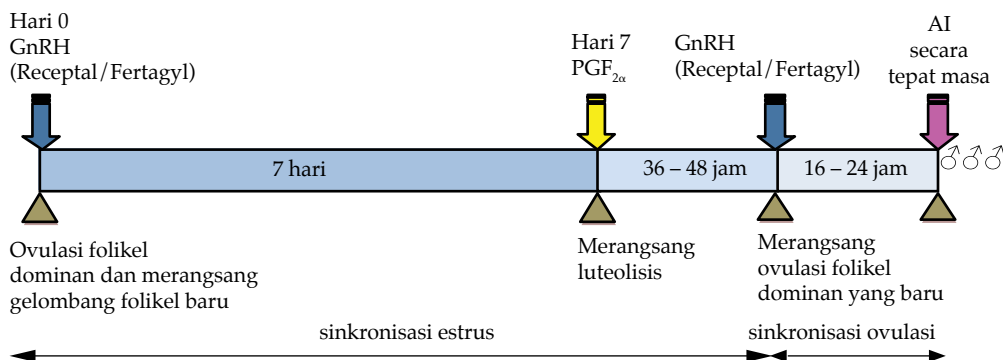 Hari 0
GnRH
(Receptal/Fertagyl)
Hari 7
PGF2α
GnRH
(Receptal/Fertagyl)
AI
secara
tepat masa
7 hari
36 – 48 jam
16 – 24 jam
♂♂♂
Ovulasi folikel
dominan dan merangsang
gelombang folikel baru
Merangsang
luteolisis
Merangsang
ovulasi folikel
dominan yang baru
sinkronisasi estrus
sinkronisasi ovulasi